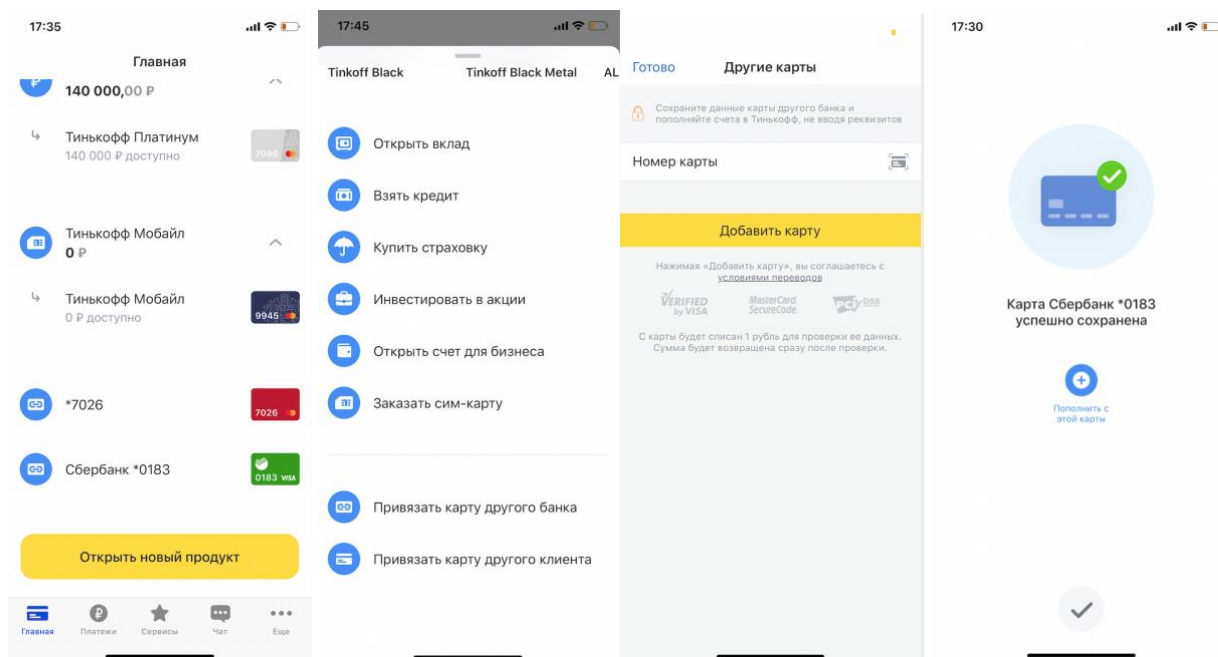 17:35
Главная
140 000,00 ₽
Тинькофф Платинум
140 000 ₽ доступно
7096
Тинькофф Мобайл
0 ₽
Тинькофф Мобайл
0 ₽ доступно
9945
*7026
7026
Сбербанк *0183
0183 VISA
Открыть новый продукт
Главная
Платежи
Сервисы
Чат
Еще
17:45
Tinkoff Black
Tinkoff Black Metal
AL
Открыть вклад
Взять кредит
Купить страховку
Инвестировать в акции
Открыть счет для бизнеса
Заказать сим-карту
Привязать карту другого банка
Привязать карту другого клиента
Готово
Другие карты
Сохраните данные карты другого банка и
пополняйте счета в Тинькофф, не вводя реквизитов
Номер карты
Добавить карту
Нажимая «Добавить карту», вы соглашаетесь с
условиями переводов
VERIFIED
by VISA
MasterCard
SecureCode
PCI DSS
С карты будет списан 1 рубль для проверки ее данных.
Сумма будет возвращена сразу после проверки.
17:30
Карта Сбербанк *0183
успешно сохранена
Пополнить с
этой карты